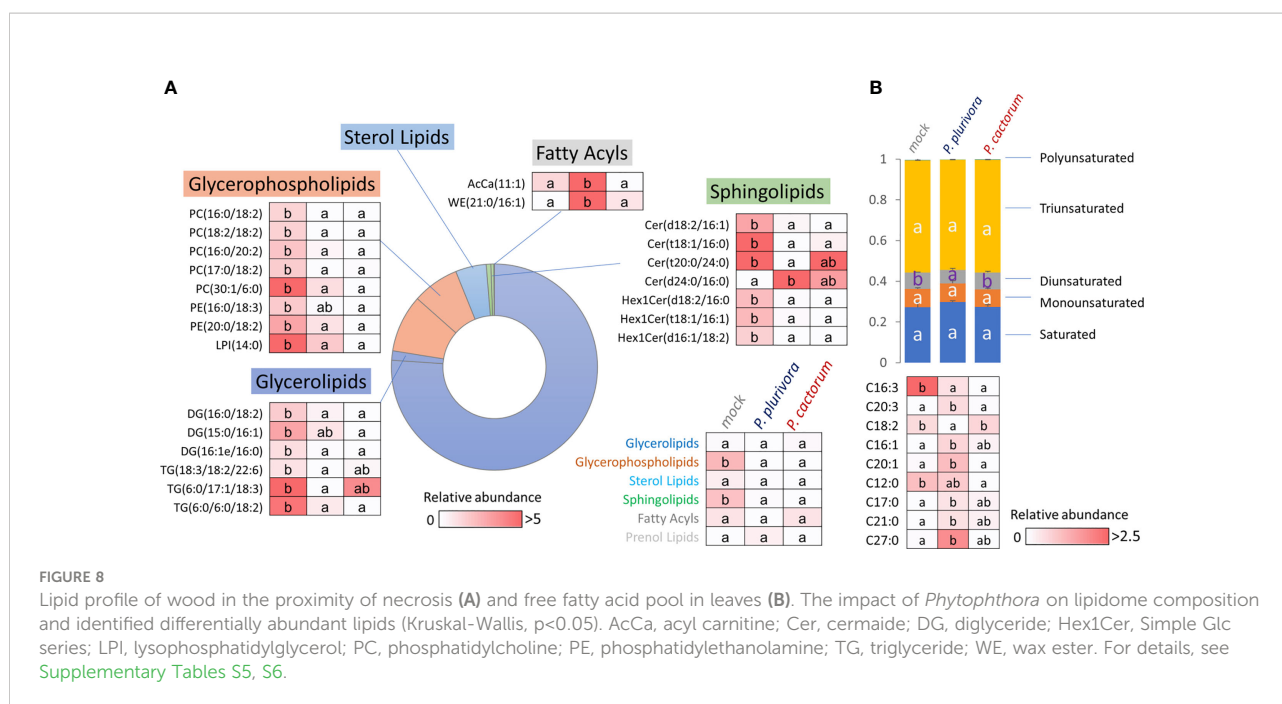 A
B
Sterol Lipids
Fatty Acyls
AcCa(11:1) a b a
WE(21:0/16:1) a b a
Glycerophospholipids
PC(16:0/18:2) b a a
PC(18:2/18:2) b a a
PC(16:0/20:2) b a a
PC(17:0/18:2) b a a
PC(30:1/6:0) b a a
PE(16:0/18:3) b ab a
PE(20:0/18:2) b a a
LPI(14:0) b a a
Sphingolipids
Cer(d18:2/16:1) b a a
Cer(t18:1/16:0) b a a
Cer(t20:0/24:0) b a ab
Cer(d24:0/16:0) a b ab
Hex1Cer(d18:2/16:0 b a a
Hex1Cer(t18:1/16:1) b a a
Hex1Cer(d16:1/18:2) b a a
Glycerolipids
DG(16:0/18:2) b a a
DG(15:0/16:1) b ab a
DG(16:1e/16:0) b a a
TG(18:3/18:2/22:6) b a ab
TG(6:0/17:1/18:3) b a ab
TG(6:0/6:0/18:2) b a a
Relative abundance
0 >5
mock P. plurivora P. cactorum
Glycerolipids a a a
Glycerophospholipids b a a
Sterol Lipids a a a
Sphingolipids b a a
Fatty Acyls a a a
Prenol Lipids a a a
mock P. plurivora P. cactorum
1
0.8
0.6
0.4
0.2
0
a a a
b a b
a a a
a a a
Polyunsaturated
Triunsaturated
Diunsaturated
Monounsaturated
Saturated
C16:3 b a a
C20:3 a b a
C18:2 b a b
C16:1 a b ab
C20:1 a b a
C12:0 b ab a
C17:0 a b ab
C21:0 a b ab
C27:0 a b ab
Relative abundance
0 >2.5
FIGURE 8
Lipid profile of wood in the proximity of necrosis (A) and free fatty acid pool in leaves (B). The impact of Phytophthora on lipidome composition
and identified differentially abundant lipids (Kruskal-Wallis, p<0.05). AcCa, acyl carnitine; Cer, cermaide; DG, diglyceride; Hex1Cer, Simple Glc
series; LPI, lysophosphatidylglycerol; PC, phosphatidylcholine; PE, phosphatidylethanolamine; TG, triglyceride; WE, wax ester. For details, see
Supplementary Tables S5, S6.